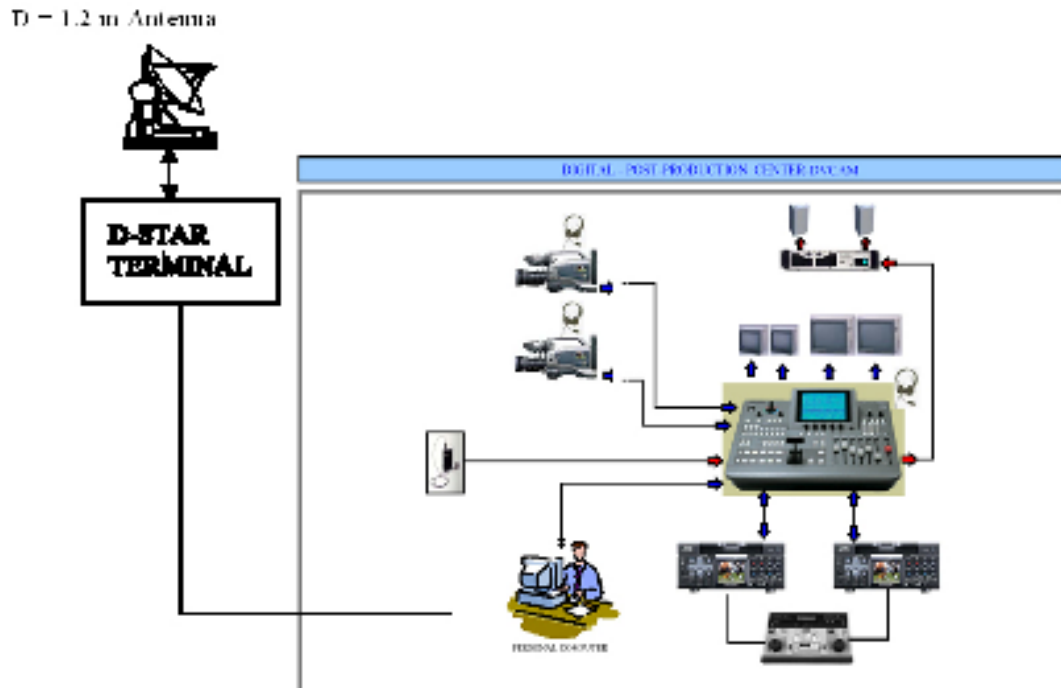 D = 1.2 m Antenna
DIGITAL - POST PRODUCTION CENTER-DVCAM
D-STAR
TERMINAL
PERSONAL COMPUTER